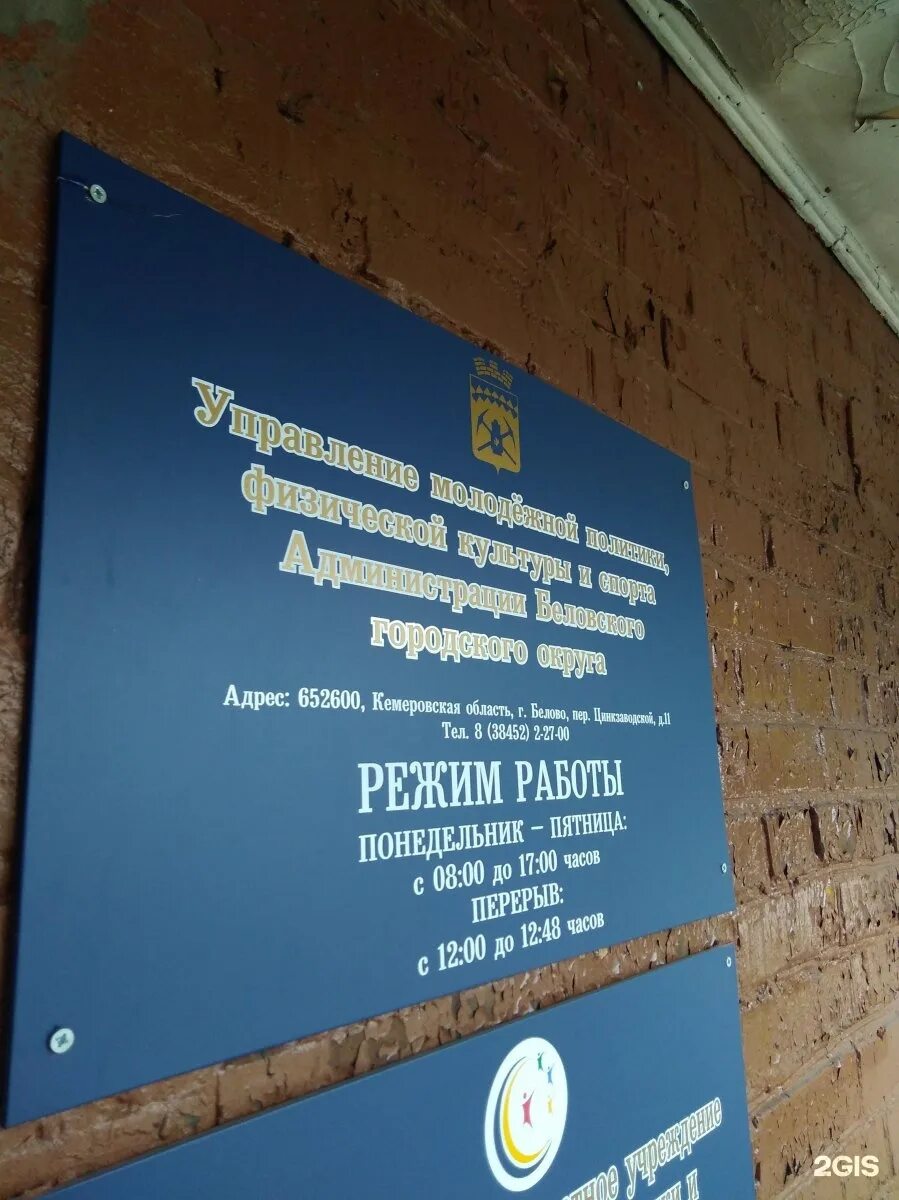 Управление молодёжной политики,
физической культуры и спорта
Администрации Беловского
городского округа
Адрес: 652600, Кемеровская область, г. Белово, пер. Цинкзаводской, д.11
Тел. 8 (38452) 2-27-00
РЕЖИМ РАБОТЫ
ПОНЕДЕЛЬНИК – ПЯТНИЦА:
с 08:00 до 17:00 часов
ПЕРЕРЫВ:
с 12:00 до 12:48 часов
учреждение
и
2GIS